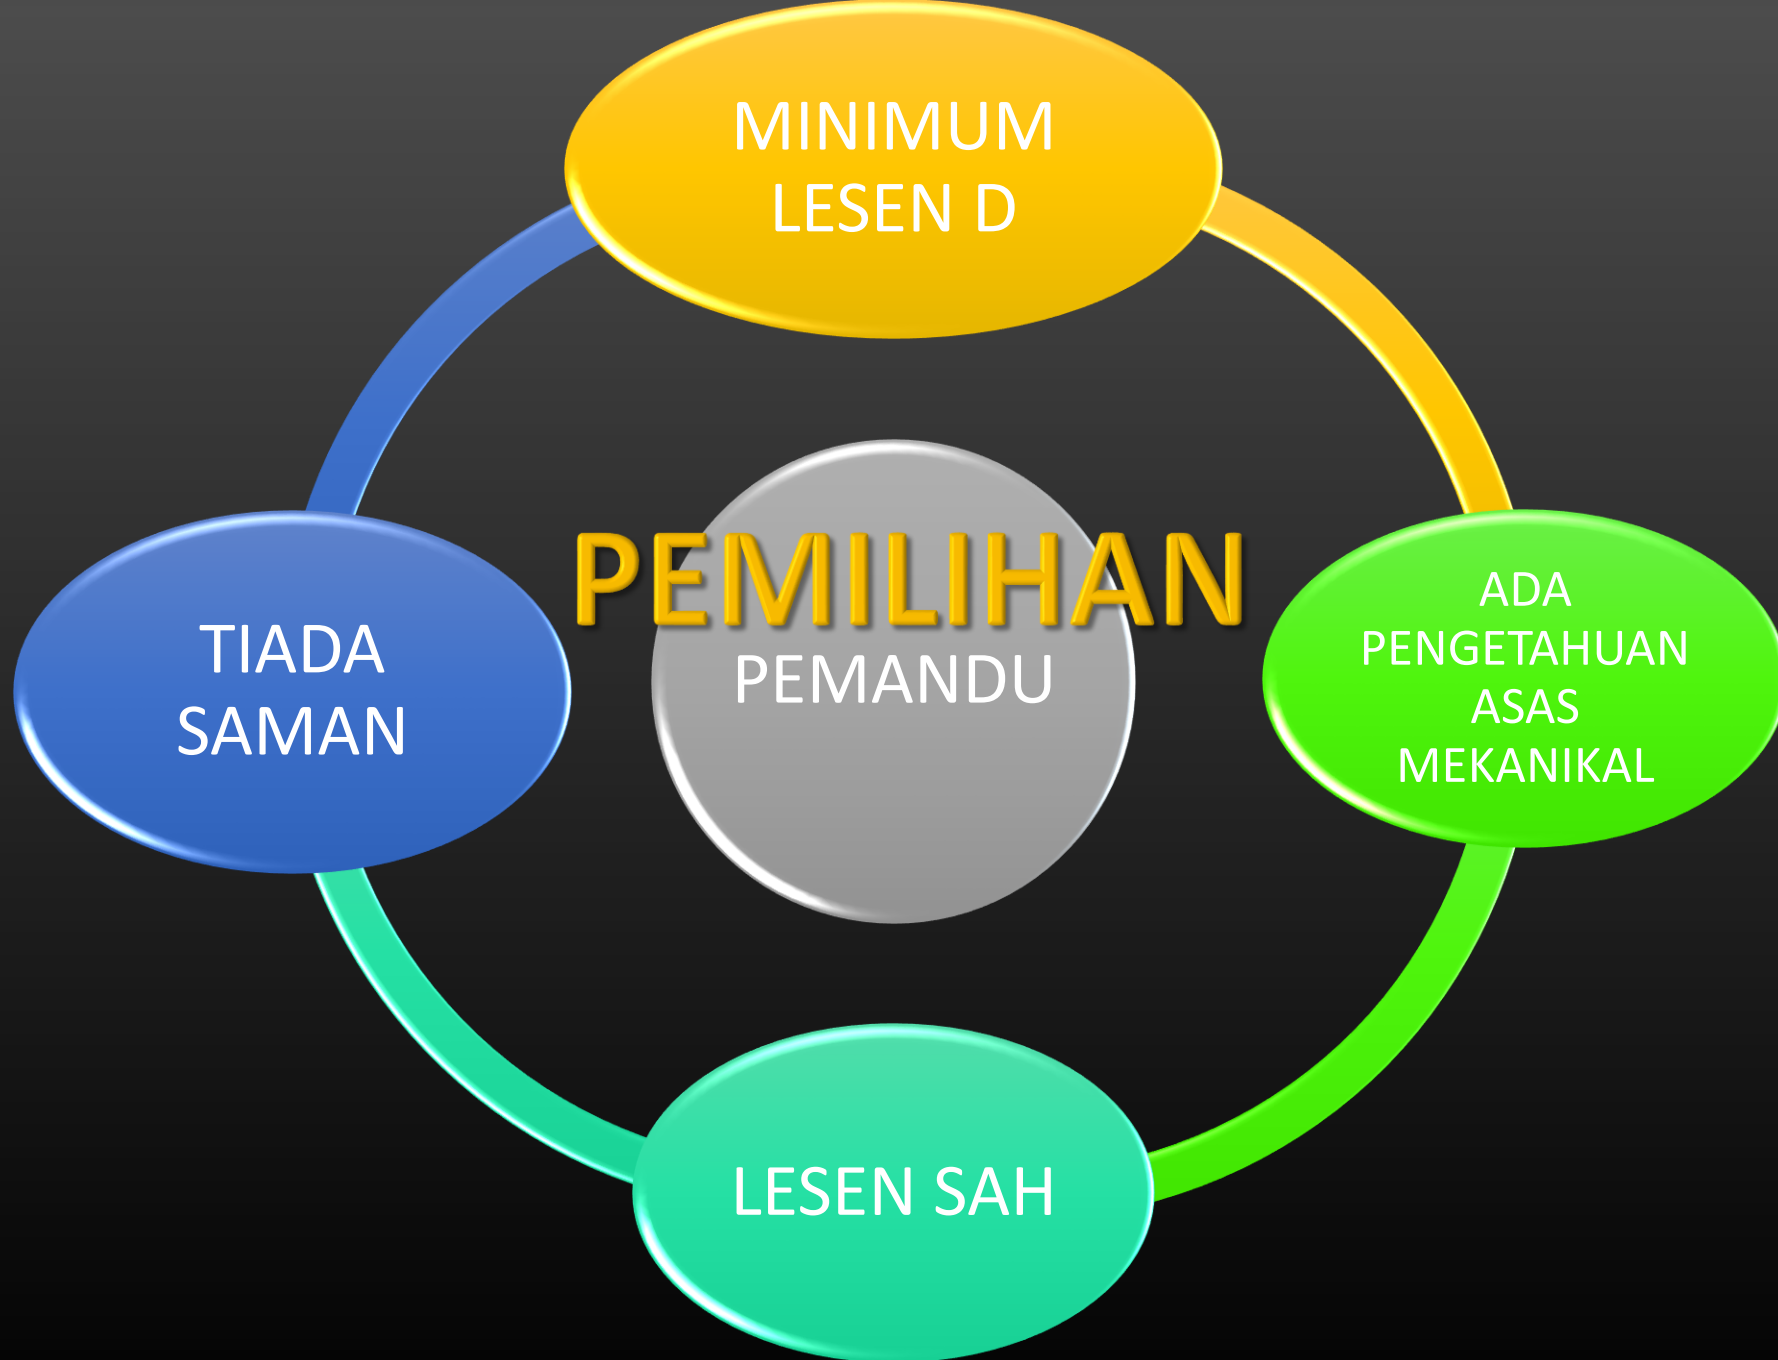 MINIMUM
LESEN D
PEMILIHAN
PEMANDU
TIADA
SAMAN
ADA
PENGETAHUAN
ASAS
MEKANIKAL
LESEN SAH